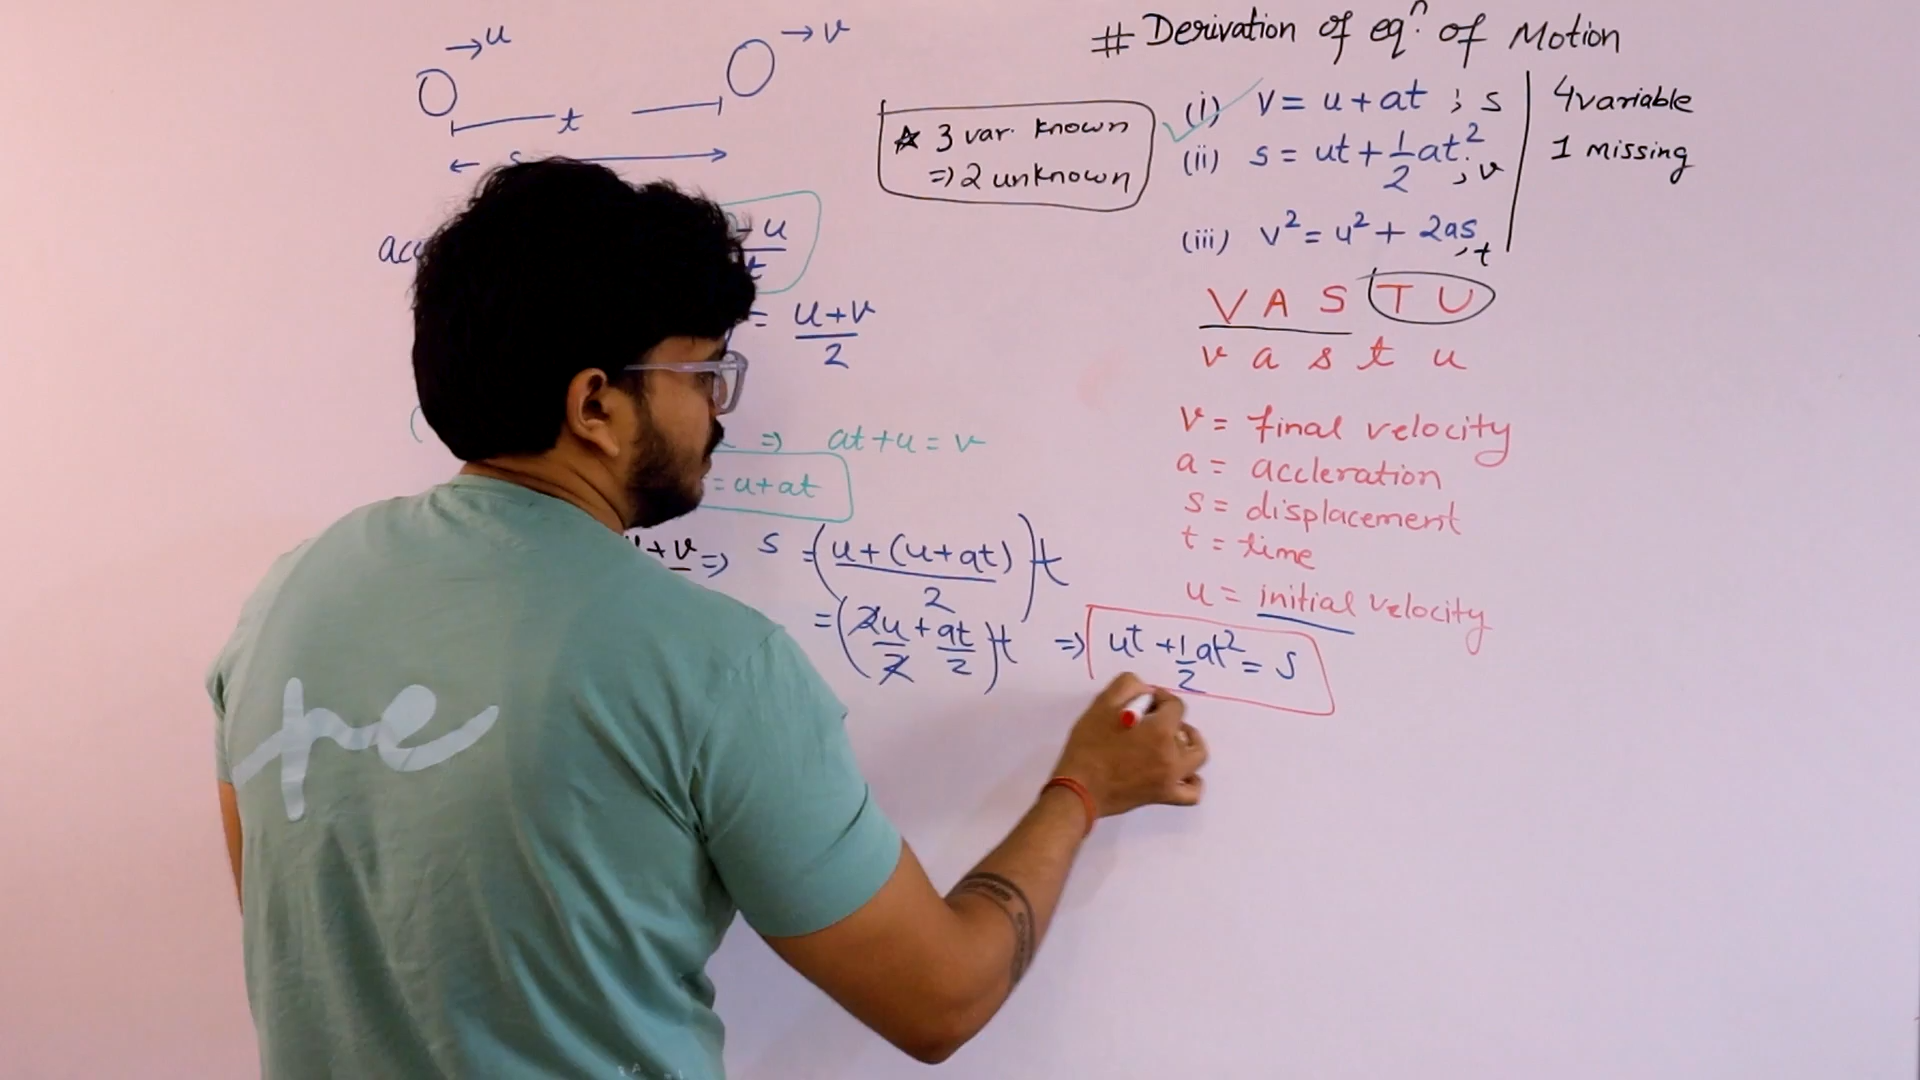 →u
→v
t
# Derivation of eqⁿ. of Motion
☆ 3 var. known
=> 2 unknown
(i) v = u + at ; s
(ii) s = ut + 1/2 at² ; v
(iii) v² = u² + 2as , t
4 variable
1 missing
V A S T U
v a s t u
- u
t
= u+v/2
=> at + u = v
= u+at
u+v => s = (u + (u + at)/2)t
= (2u/2 + at/2)t => ut + 1/2 at² = s
v = final velocity
a = accleration
s = displacement
t = time
u = initial velocity
pe